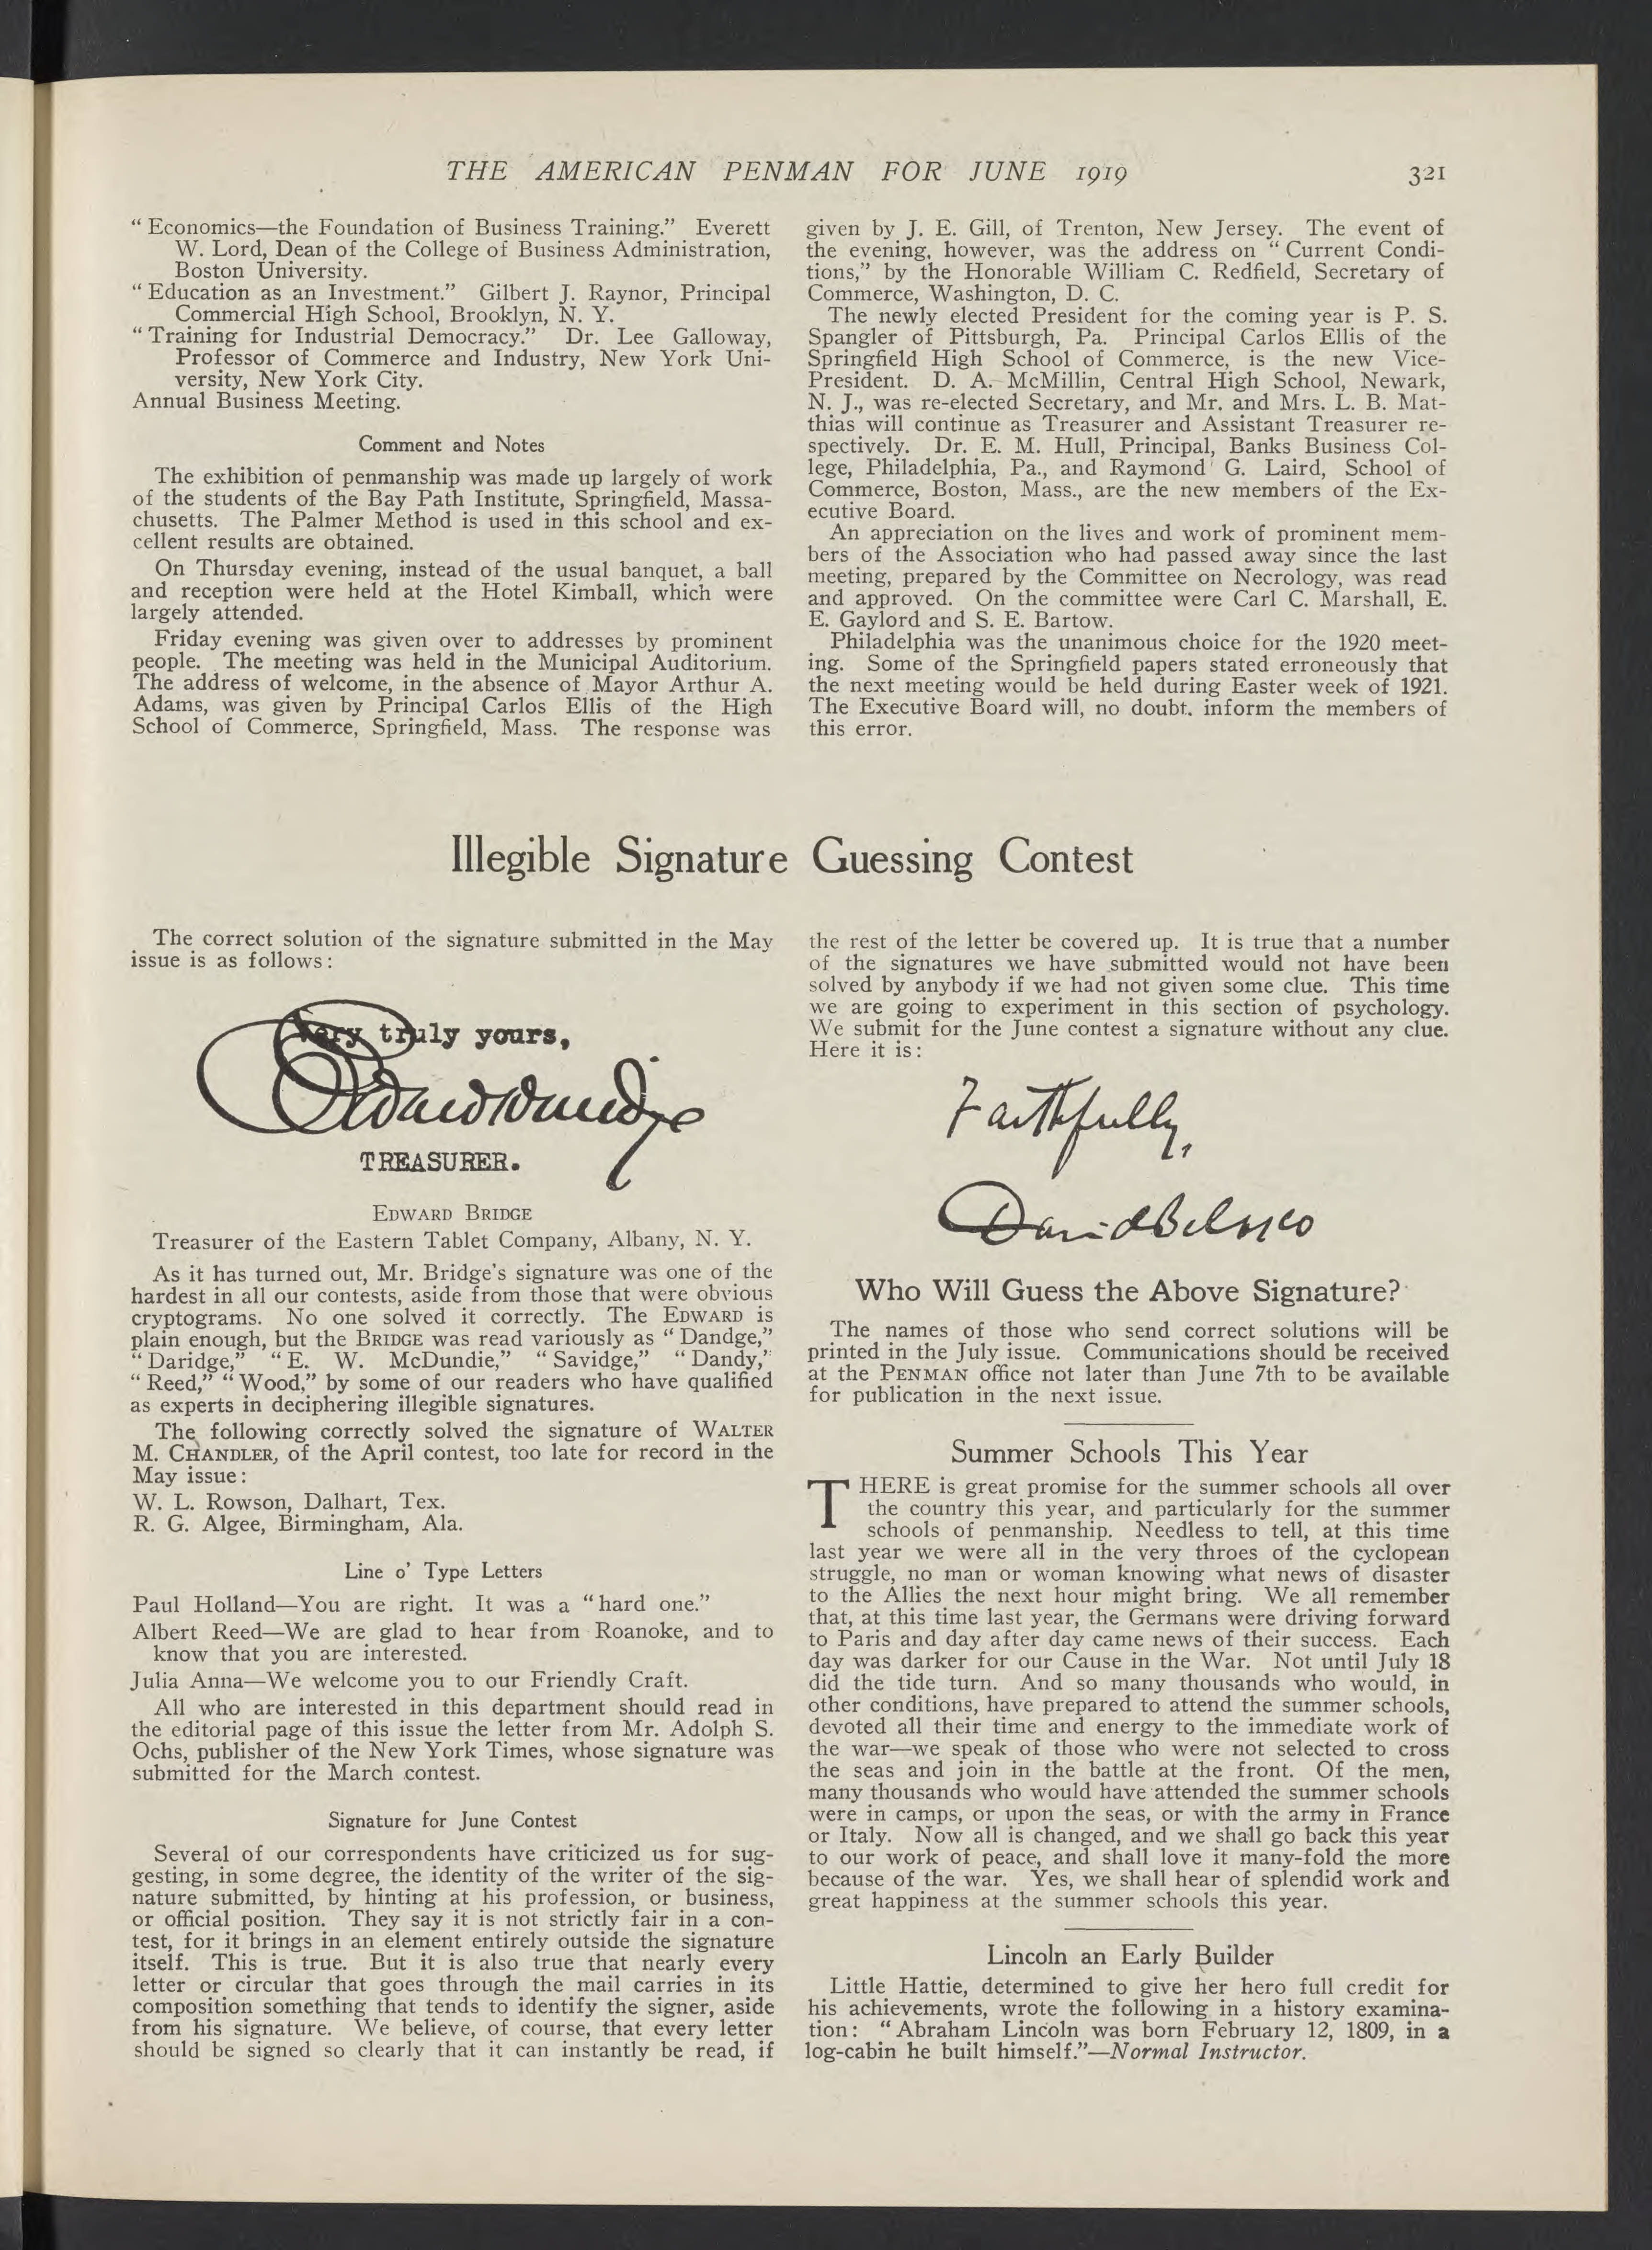 THE AMERICAN PENMAN FOR JUNE 1919
321
“Economics—the Foundation of Business Training.” Everett
W. Lord, Dean of the College of Business Administration,
Boston University.
“Education as an Investment.” Gilbert J. Raynor, Principal
Commercial High School, Brooklyn, N. Y.
“Training for Industrial Democracy.” Dr. Lee Galloway,
Professor of Commerce and Industry, New York Uni-
versity, New York City.
Annual Business Meeting.
Comment and Notes
The exhibition of penmanship was made up largely of work
of the students of the Bay Path Institute, Springfield, Massa-
chusetts. The Palmer Method is used in this school and ex-
cellent results are obtained.
On Thursday evening, instead of the usual banquet, a ball
and reception were held at the Hotel Kimball, which were
largely attended.
Friday evening was given over to addresses by prominent
people. The meeting was held in the Municipal Auditorium.
The address of welcome, in the absence of Mayor Arthur A.
Adams, was given by Principal Carlos Ellis of the High
School of Commerce, Springfield, Mass. The response was
given by J. E. Gill, of Trenton, New Jersey. The event of
the evening, however, was the address on “Current Condi-
tions,” by the Honorable William C. Redfield, Secretary of
Commerce, Washington, D. C.
The newly elected President for the coming year is P. S.
Spangler of Pittsburgh, Pa. Principal Carlos Ellis of the
Springfield High School of Commerce, is the new Vice-
President. D. A. McMillin, Central High School, Newark,
N. J., was re-elected Secretary, and Mr. and Mrs. L. B. Mat-
thias will continue as Treasurer and Assistant Treasurer re-
spectively. Dr. E. M. Hull, Principal, Banks Business Col-
lege, Philadelphia, Pa., and Raymond G. Laird, School of
Commerce, Boston, Mass., are the new members of the Ex-
ecutive Board.
An appreciation on the lives and work of prominent mem-
bers of the Association who had passed away since the last
meeting, prepared by the Committee on Necrology, was read
and approved. On the committee were Carl C. Marshall, E.
E. Gaylord and S. E. Bartow.
Philadelphia was the unanimous choice for the 1920 meet-
ing. Some of the Springfield papers stated erroneously that
the next meeting would be held during Easter week of 1921.
The Executive Board will, no doubt, inform the members of
this error.
Illegible Signature Guessing Contest
The correct solution of the signature submitted in the May
issue is as follows:
Very truly yours,
Edward Bridge
TREASURER.
EDWARD BRIDGE
Treasurer of the Eastern Tablet Company, Albany, N. Y.
As it has turned out, Mr. Bridge’s signature was one of the
hardest in all our contests, aside from those that were obvious
cryptograms. No one solved it correctly. The EDWARD is
plain enough, but the BRIDGE was read variously as “Dandge,”
“Daridge,” “E. W. McDundie,” “Savidge,” “Dandy,”
“Reed,” “Wood,” by some of our readers who have qualified
as experts in deciphering illegible signatures.
The following correctly solved the signature of WALTER
M. CHANDLER, of the April contest, too late for record in the
May issue:
W. L. Rowson, Dalhart, Tex.
R. G. Algee, Birmingham, Ala.
Line o’ Type Letters
Paul Holland—You are right. It was a “hard one.”
Albert Reed—We are glad to hear from Roanoke, and to
know that you are interested.
Julia Anna—We welcome you to our Friendly Craft.
All who are interested in this department should read in
the editorial page of this issue the letter from Mr. Adolph S.
Ochs, publisher of the New York Times, whose signature was
submitted for the March contest.
Signature for June Contest
Several of our correspondents have criticized us for sug-
gesting, in some degree, the identity of the writer of the sig-
nature submitted, by hinting at his profession, or business,
or official position. They say it is not strictly fair in a con-
test, for it brings in an element entirely outside the signature
itself. This is true. But it is also true that nearly every
letter or circular that goes through the mail carries in its
composition something that tends to identify the signer, aside
from his signature. We believe, of course, that every letter
should be signed so clearly that it can instantly be read, if
the rest of the letter be covered up. It is true that a number
of the signatures we have submitted would not have been
solved by anybody if we had not given some clue. This time
we are going to experiment in this section of psychology.
We submit for the June contest a signature without any clue.
Here it is:
Faithfully,
David Belasco
Who Will Guess the Above Signature?
The names of those who send correct solutions will be
printed in the July issue. Communications should be received
at the PENMAN office not later than June 7th to be available
for publication in the next issue.
Summer Schools This Year
THERE is great promise for the summer schools all over
the country this year, and particularly for the summer
schools of penmanship. Needless to tell, at this time
last year we were all in the very throes of the cyclopean
struggle, no man or woman knowing what news of disaster
to the Allies the next hour might bring. We all remember
that, at this time last year, the Germans were driving forward
to Paris and day after day came news of their success. Each
day was darker for our Cause in the War. Not until July 18
did the tide turn. And so many thousands who would, in
other conditions, have prepared to attend the summer schools,
devoted all their time and energy to the immediate work of
the war—we speak of those who were not selected to cross
the seas and join in the battle at the front. Of the men,
many thousands who would have attended the summer schools
were in camps, or upon the seas, or with the army in France
or Italy. Now all is changed, and we shall go back this year
to our work of peace, and shall love it many-fold the more
because of the war. Yes, we shall hear of splendid work and
great happiness at the summer schools this year.
Lincoln an Early Builder
Little Hattie, determined to give her hero full credit for
his achievements, wrote the following in a history examina-
tion: “Abraham Lincoln was born February 12, 1809, in a
log-cabin he built himself.”—Normal Instructor.